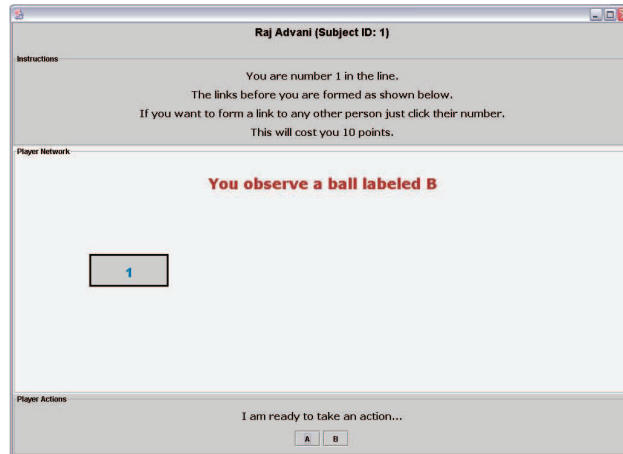 Raj Advani (Subject ID: 1)
Instructions
You are number 1 in the line.
The links before you are formed as shown below.
If you want to form a link to any other person just click their number.
This will cost you 10 points.
Player Network
You observe a ball labeled B
1
Player Actions
I am ready to take an action...
A B